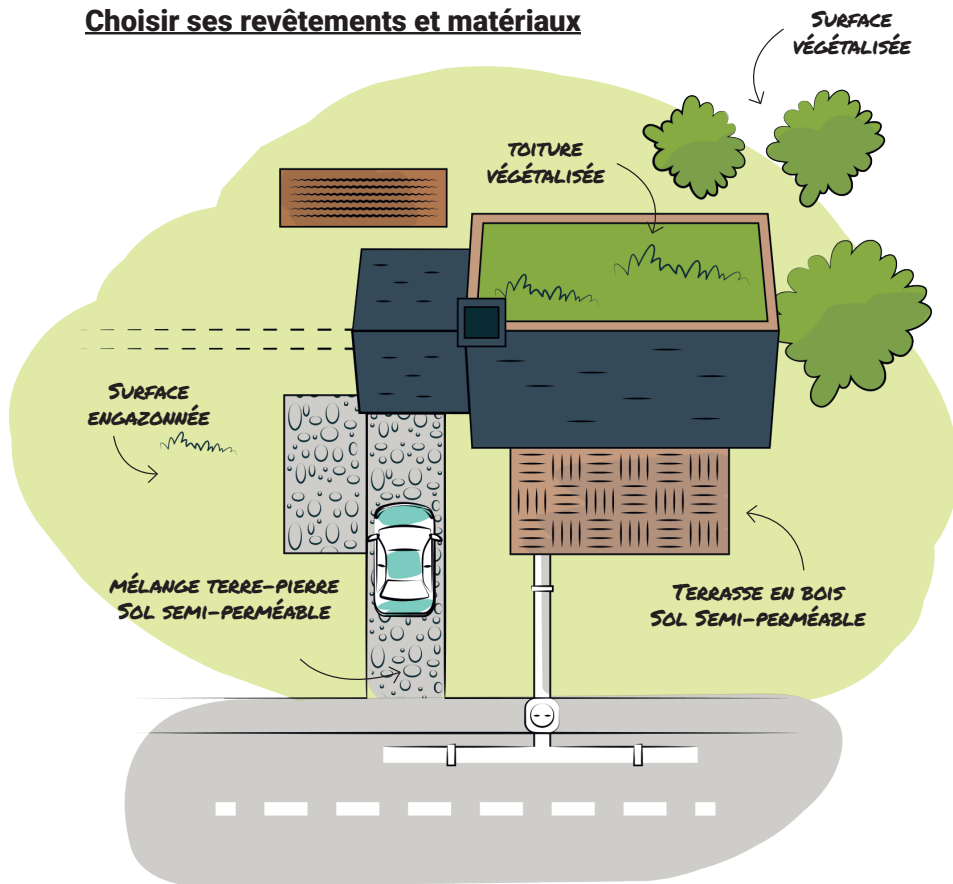 Choisir ses revêtements et matériaux
Surface
végétalisée
toiture
végétalisée
Surface
engazonnée
mélange terre-pierre
Sol semi-perméable
Terrasse en bois
Sol Semi-perméable